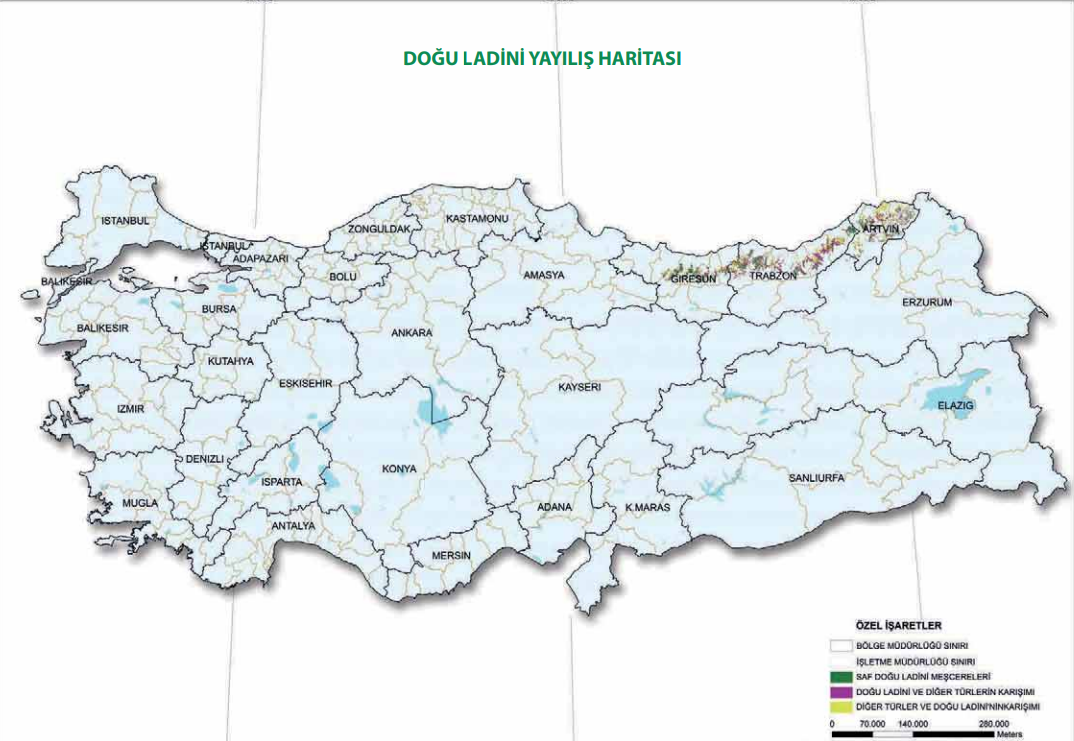 DOĞU LADİNİ YAYILIŞ HARİTASI
ISTANBUL
KASTAMONU
ZONGULDAK
ARTVIN
ISTANBUL
ADAPAZARI
BOLU
AMASYA
GIRESUN
TRABZON
BALIKESIR
ERZURUM
BURSA
BALIKESIR
ANKARA
KUTAHYA
ESKISEHIR
KAYSERI
IZMIR
ELAZIG
DENIZLI
KONYA
ISPARTA
SANLIURFA
MUGLA
ADANA
K.MARAS
ANTALYA
MERSIN
ÖZEL İŞARETLER
BÖLGE MÜDÜRLÜĞÜ SINIRI
İŞLETME MÜDÜRLÜĞÜ SINIRI
SAF DOĞU LADİNİ MEŞCERELERİ
DOĞU LADİNİ VE DİĞER TÜRLERİN KARIŞIMI
DİĞER TÜRLER VE DOĞU LADİNİ'NİNKARIŞIMI
0 70.000 140.000 280.000
Meters